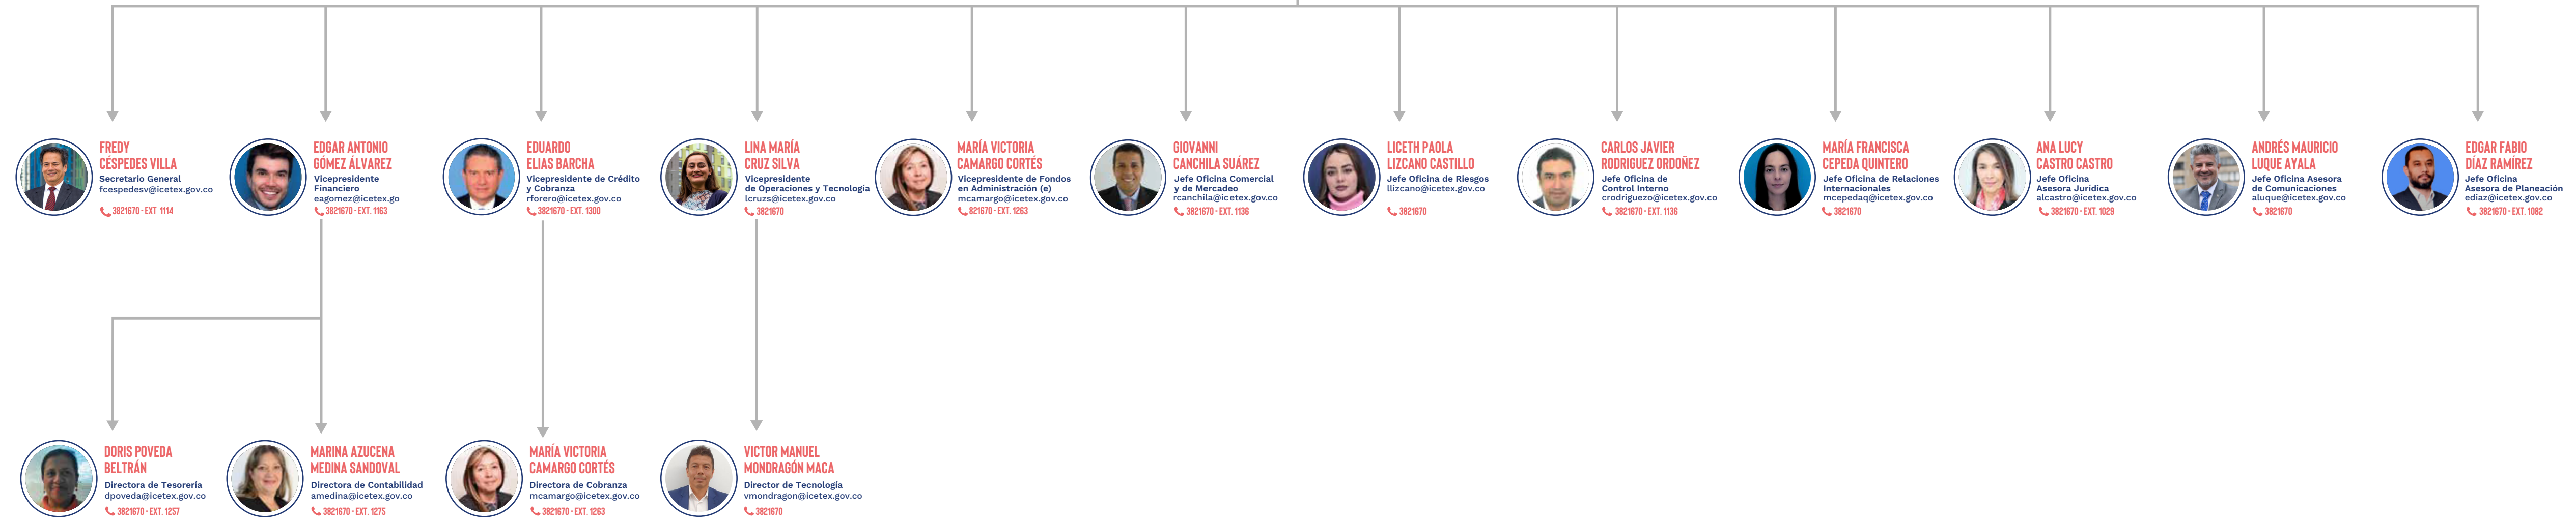 FREDY
CÉSPEDES VILLA
Secretario General
fcespedesv@icetex.gov.co
3821670 - EXT 1114
EDGAR ANTONIO
GÓMEZ ÁLVAREZ
Vicepresidente
Financiero
eagomez@icetex.go
3821670 - EXT. 1163
EDUARDO
ELIAS BARCHA
Vicepresidente de Crédito
y Cobranza
rforero@icetex.gov.co
3821670 - EXT. 1300
LINA MARÍA
CRUZ SILVA
Vicepresidente
de Operaciones y Tecnología
lcruzs@icetex.gov.co
3821670
MARÍA VICTORIA
CAMARGO CORTÉS
Vicepresidente de Fondos
en Administración (e)
mcamargo@icetex.gov.co
821670 - EXT. 1263
GIOVANNI
CANCHILA SUÁREZ
Jefe Oficina Comercial
y de Mercadeo
rcanchila@icetex.gov.co
3821670 - EXT. 1136
LICETH PAOLA
LIZCANO CASTILLO
Jefe Oficina de Riesgos
llizcano@icetex.gov.co
3821670
CARLOS JAVIER
RODRIGUEZ ORDOÑEZ
Jefe Oficina de
Control Interno
crodriguezo@icetex.gov.co
3821670 - EXT. 1136
MARÍA FRANCISCA
CEPEDA QUINTERO
Jefe Oficina de Relaciones
Internacionales
mcepedaq@icetex.gov.co
3821670
ANA LUCY
CASTRO CASTRO
Jefe Oficina
Asesora Jurídica
alcastro@icetex.gov.co
3821670 - EXT. 1029
ANDRÉS MAURICIO
LUQUE AYALA
Jefe Oficina Asesora
de Comunicaciones
aluque@icetex.gov.co
3821670
EDGAR FABIO
DÍAZ RAMÍREZ
Jefe Oficina
Asesora de Planeación
ediaz@icetex.gov.co
3821670 - EXT. 1082
DORIS POVEDA
BELTRÁN
Directora de Tesorería
dpoveda@icetex.gov.co
3821670 - EXT. 1257
MARINA AZUCENA
MEDINA SANDOVAL
Directora de Contabilidad
amedina@icetex.gov.co
3821670 - EXT. 1275
MARÍA VICTORIA
CAMARGO CORTÉS
Directora de Cobranza
mcamargo@icetex.gov.co
3821670 - EXT. 1263
VICTOR MANUEL
MONDRAGÓN MACA
Director de Tecnología
vmondragon@icetex.gov.co
3821670